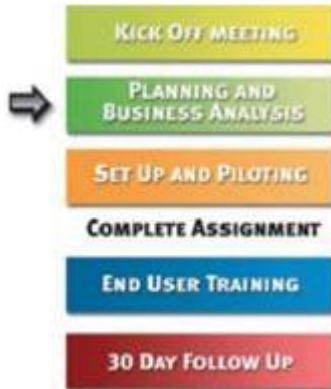 KICK OFF MEETING
PLANNING AND
BUSINESS ANALYSIS
SET UP AND PILOTING
COMPLETE ASSIGNMENT
END USER TRAINING
30 DAY FOLLOW UP